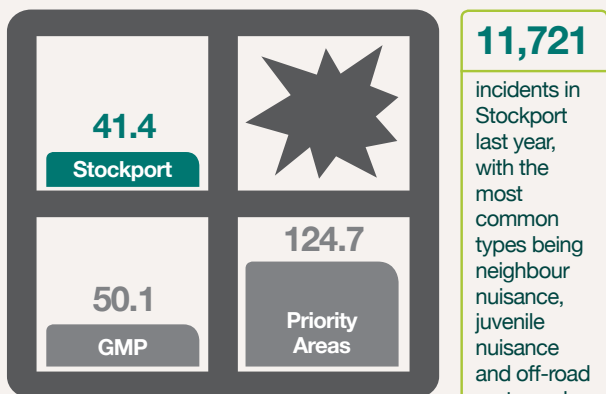 41.4
Stockport
50.1
GMP
124.7
Priority
Areas
11,721
incidents in
Stockport
last year,
with the
most
common
types being
neighbour
nuisance,
juvenile
nuisance
and off-road